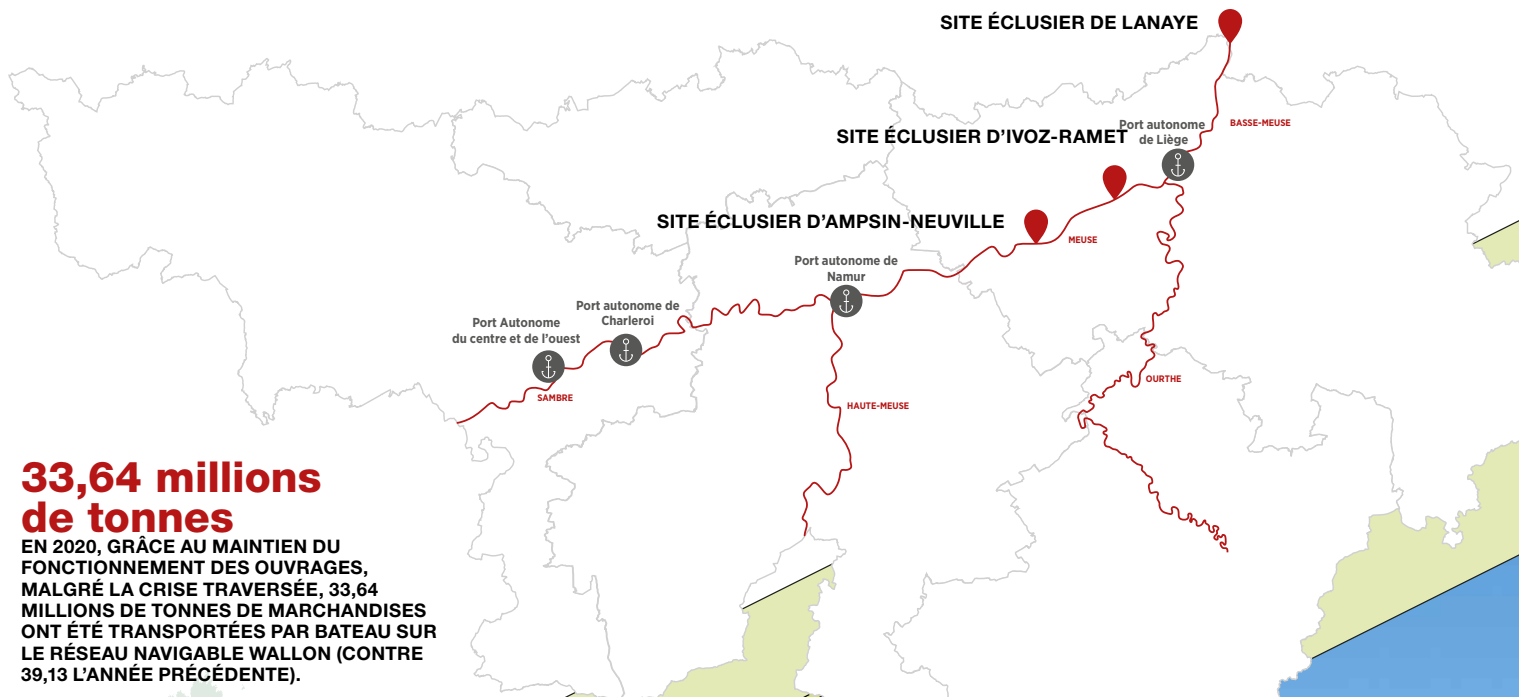 SITE ÉCLUSIER DE LANAYE
BASSE-MEUSE
Port autonome
de Liège
SITE ÉCLUSIER D'IVOZ-RAMET
SITE ÉCLUSIER D'AMPSIN-NEUVILLE
MEUSE
Port autonome de
Namur
Port autonome de
Charleroi
Port Autonome
du centre et de l'ouest
SAMBRE
HAUTE-MEUSE
OURTHE
33,64 millions
de tonnes
EN 2020, GRÂCE AU MAINTIEN DU
FONCTIONNEMENT DES OUVRAGES,
MALGRÉ LA CRISE TRAVERSÉE, 33,64
MILLIONS DE TONNES DE MARCHANDISES
ONT ÉTÉ TRANSPORTÉES PAR BATEAU SUR
LE RÉSEAU NAVIGABLE WALLON (CONTRE
39,13 L'ANNÉE PRÉCÉDENTE).